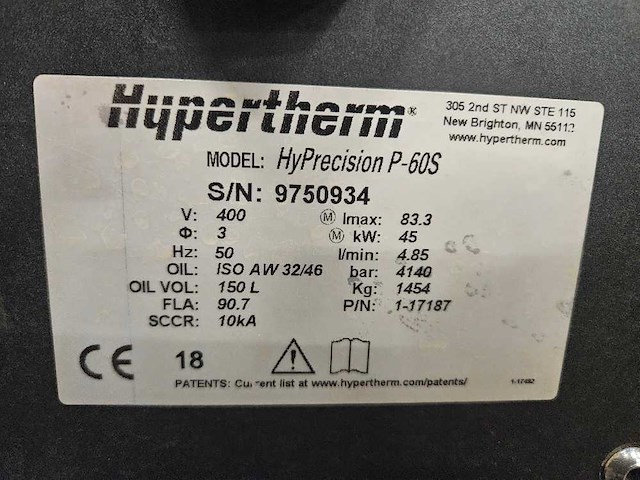 Hypertherm®
305 2nd ST NW STE 115
New Brighton, MN 55112
www.hypertherm.com
MODEL: HyPrecision P-60S
S/N: 9750934
V: 400 Ⓜ Imax: 83.3
Φ: 3 Ⓜ kW: 45
Hz: 50 l/min: 4.85
OIL: ISO AW 32/46 bar: 4140
OIL VOL: 150 L Kg: 1454
FLA: 90.7 P/N: 1-17187
SCCR: 10kA
CE 18
PATENTS: Current list at www.hypertherm.com/patents/